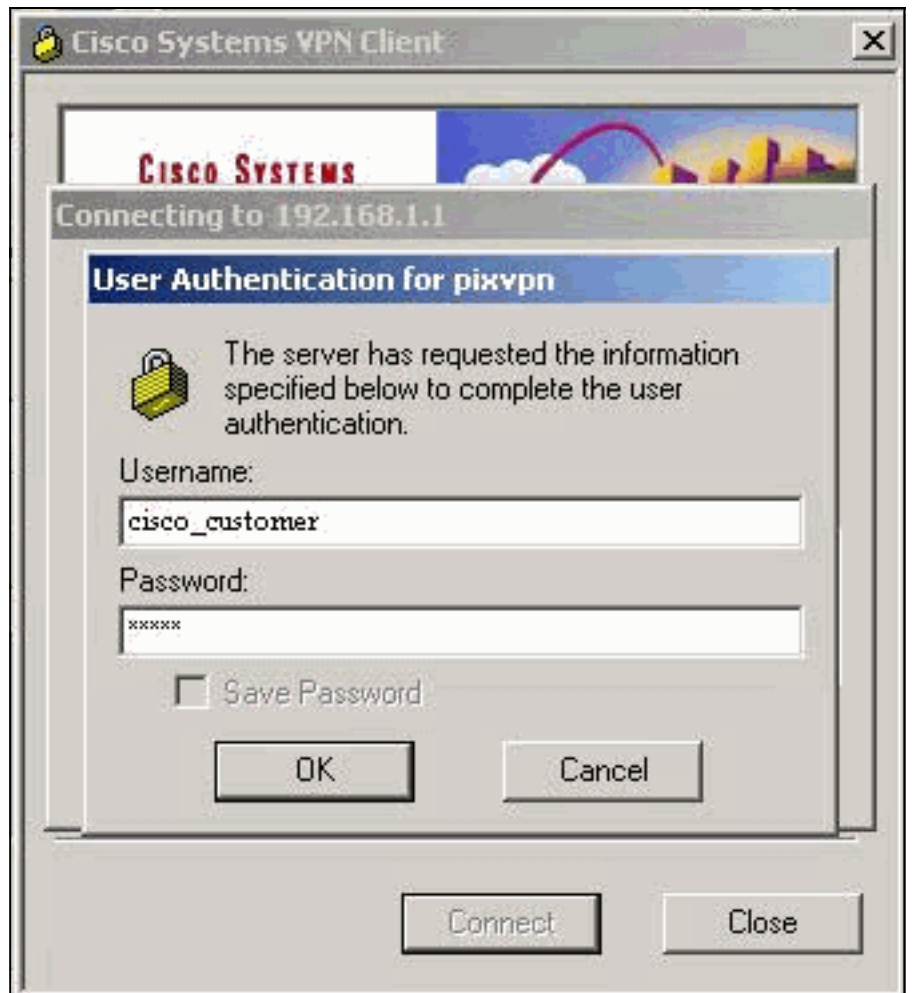 Cisco Systems VPN Client
CISCO SYSTEMS
Connecting to 192.168.1.1
User Authentication for pixvpn
The server has requested the information
specified below to complete the user
authentication.
Username:
cisco_customer
Password:
*****
Save Password
OK Cancel
Connect Close